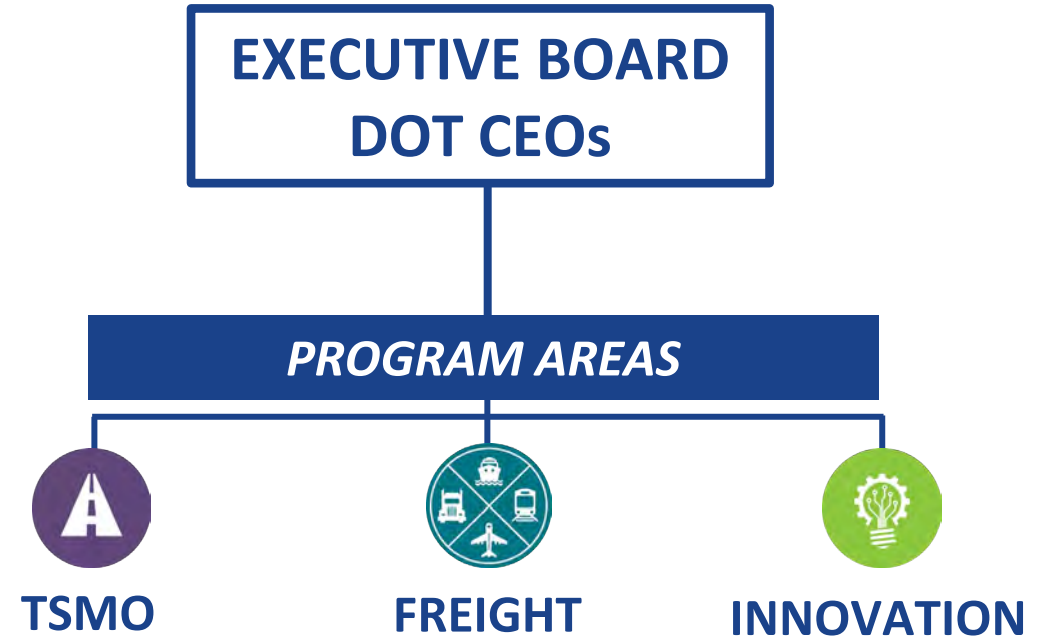 EXECUTIVE BOARD
DOT CEOs
PROGRAM AREAS
TSMO
FREIGHT
INNOVATION